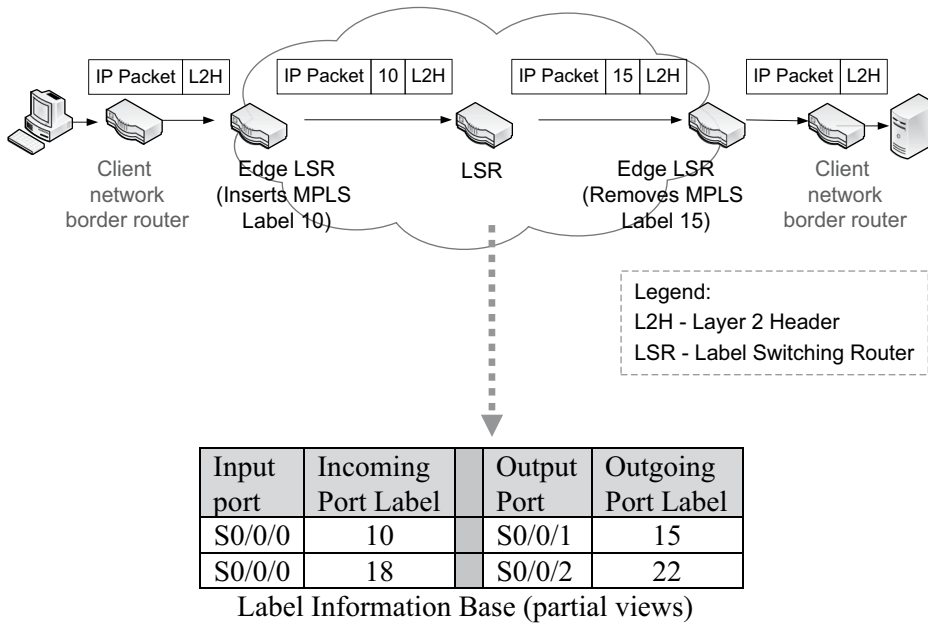 IP Packet L2H
IP Packet 10 L2H
IP Packet 15 L2H
IP Packet L2H
Client
network
border router
Edge LSR
(Inserts MPLS
Label 10)
LSR
Edge LSR
(Removes MPLS
Label 15)
Client
network
border router
Legend:
L2H - Layer 2 Header
LSR - Label Switching Router
Input port Incoming Port Label Output Port Outgoing Port Label
S0/0/0 10 S0/0/1 15
S0/0/0 18 S0/0/2 22
Label Information Base (partial views)